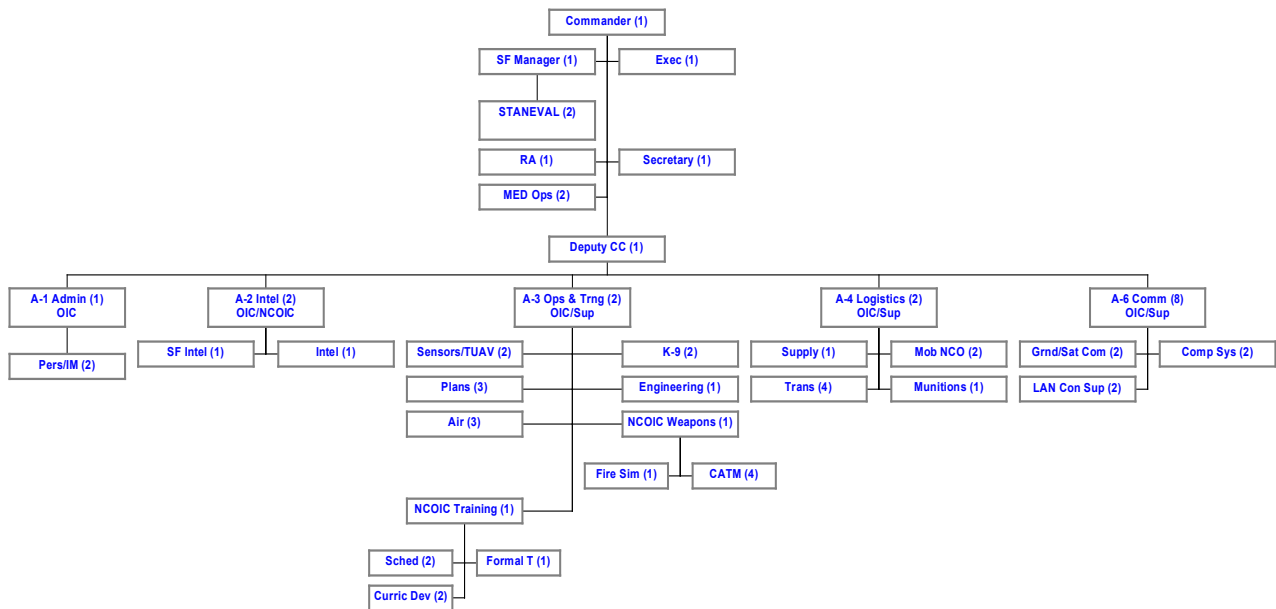 Commander (1)
SF Manager (1)
Exec (1)
STANEVAL (2)
RA (1)
Secretary (1)
MED Ops (2)
Deputy CC (1)
A-1 Admin (1)
OIC
A-2 Intel (2)
OIC/NCOIC
A-3 Ops & Trng (2)
OIC/Sup
A-4 Logistics (2)
OIC/Sup
A-6 Comm (8)
OIC/Sup
Pers/IM (2)
SF Intel (1)
Intel (1)
Sensors/TUAV (2)
K-9 (2)
Supply (1)
Mob NCO (2)
Grnd/Sat Com (2)
Comp Sys (2)
Plans (3)
Engineering (1)
Trans (4)
Munitions (1)
LAN Con Sup (2)
Air (3)
NCOIC Weapons (1)
Fire Sim (1)
CATM (4)
NCOIC Training (1)
Sched (2)
Formal T (1)
Curric Dev (2)